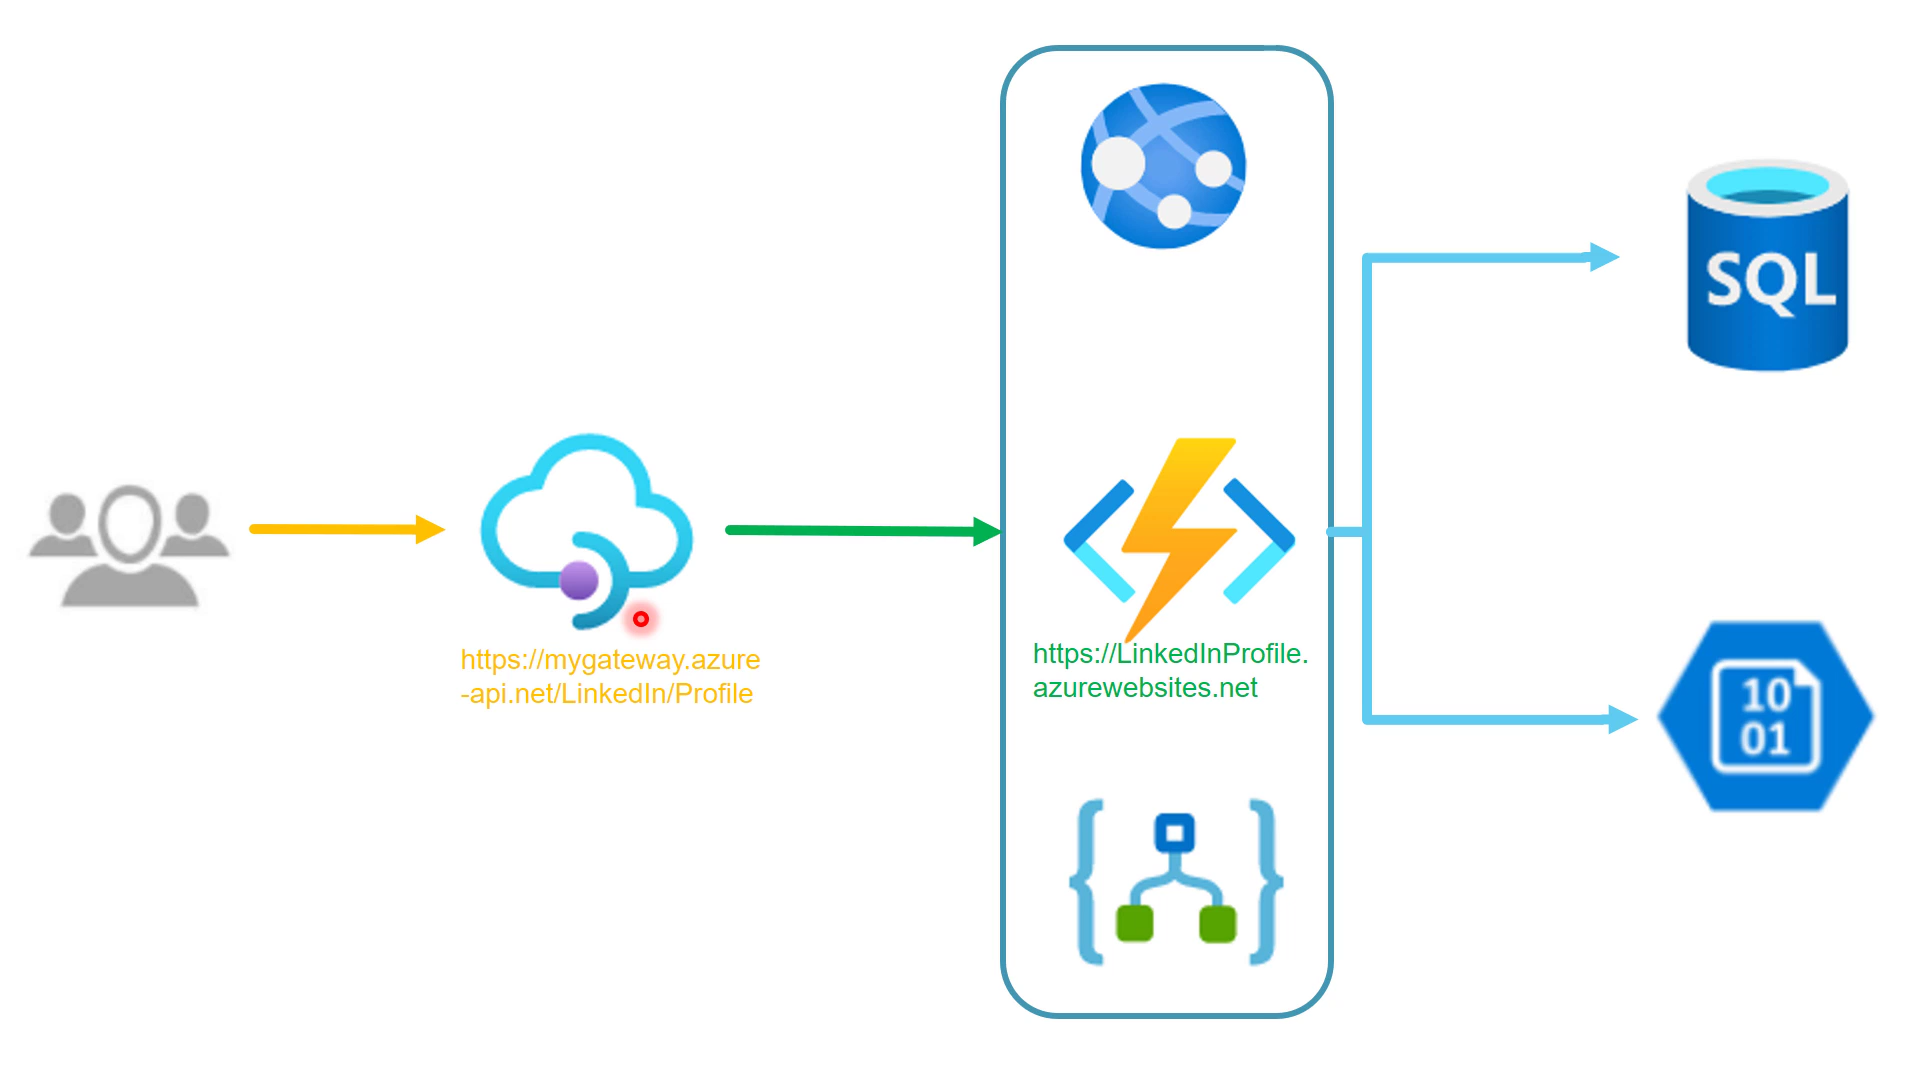 SQL
https://mygateway.azure
-api.net/LinkedIn/Profile
https://LinkedInProfile.
azurewebsites.net
10
01